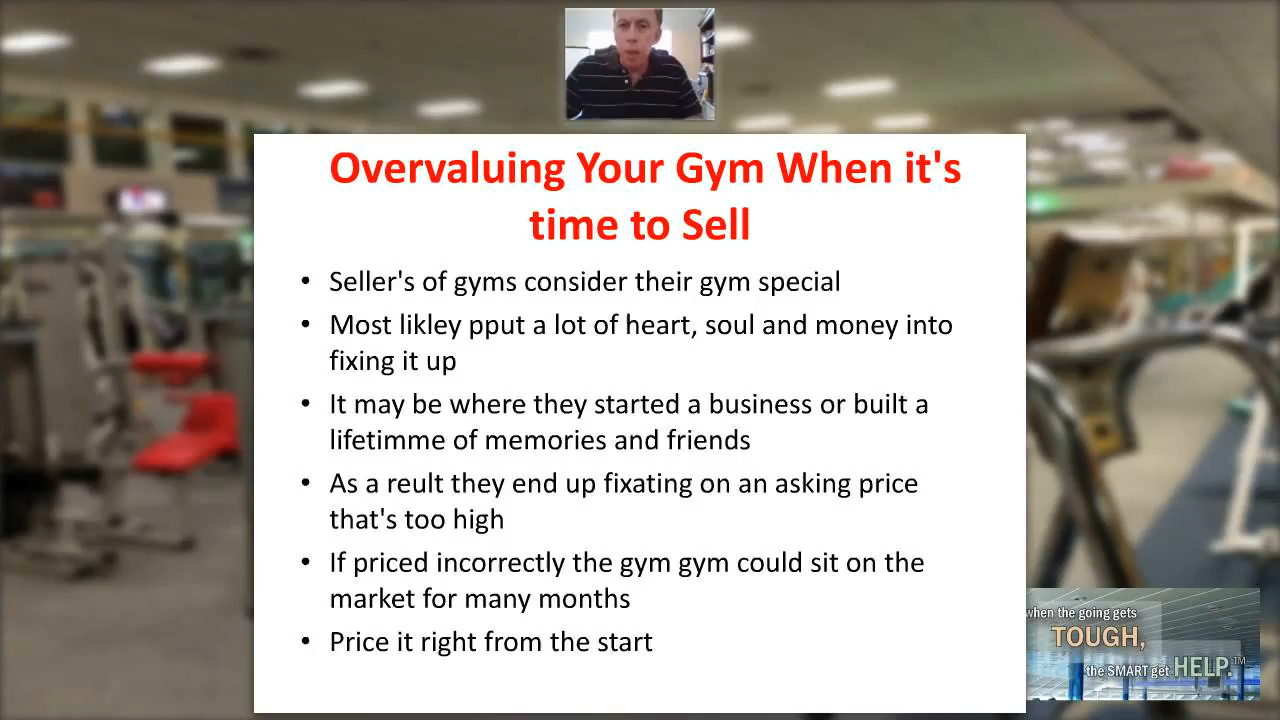 Overvaluing Your Gym When it's
time to Sell
• Seller's of gyms consider their gym special
• Most likley pput a lot of heart, soul and money into
fixing it up
• It may be where they started a business or built a
lifetimme of memories and friends
• As a reult they end up fixating on an asking price
that's too high
• If priced incorrectly the gym gym could sit on the
market for many months
• Price it right from the start
when the going gets
TOUGH,
the SMART get HELP.™